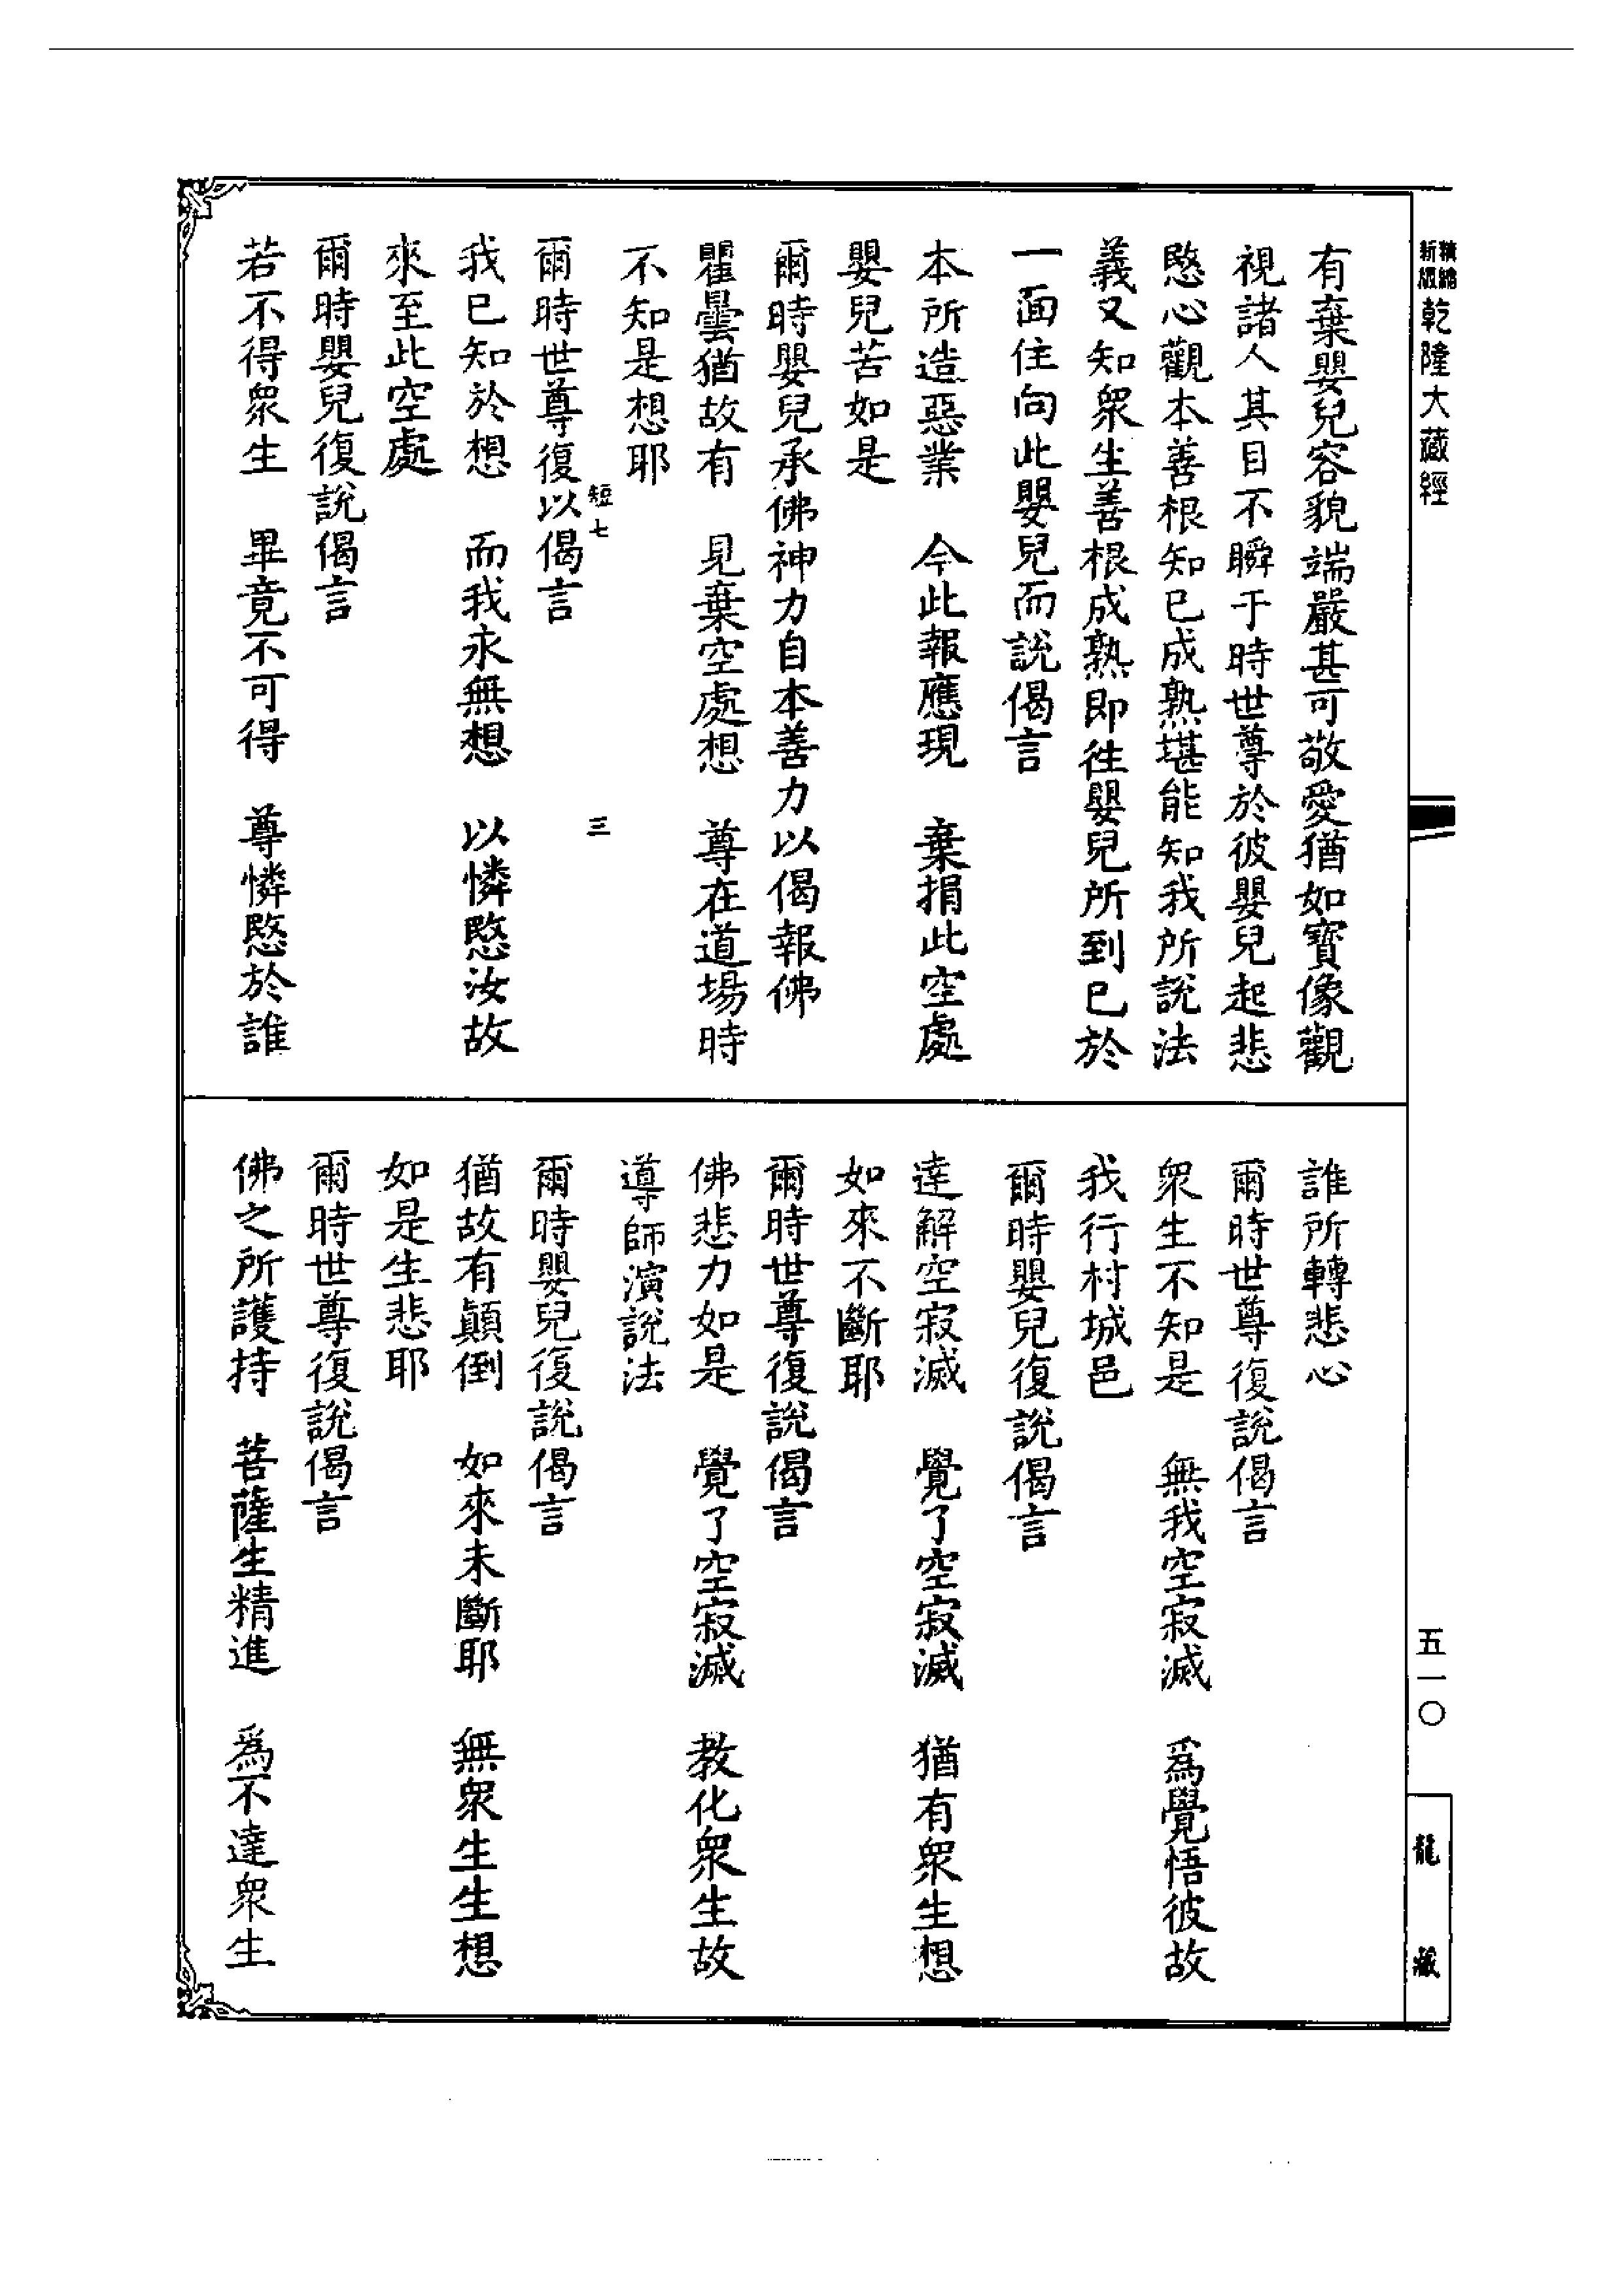 新編縮版乾隆大藏經
有棄嬰兒容貌端嚴甚可敬愛猶如寶像觀
視諸人其目不瞬于時世尊於彼嬰兒起悲
愍心觀本善根知已成熟堪能知我所說法
義又知眾生善根成熟即往嬰兒所到已於
一面住向此嬰兒而說偈言
本所造惡業　今此報應現　棄捐此空處
嬰兒苦如是
爾時嬰兒承佛神力自本善力以偈報佛
瞿曇猶故有　見棄空處想　尊在道場時
不知是想耶
短七　三
爾時世尊復以偈言
我已知於想　而我永無想　以憐愍汝故
來至此空處
爾時嬰兒復說偈言
若不得眾生　畢竟不可得　尊憐愍於誰
誰所轉悲心
爾時世尊復說偈言
眾生不知是　無我空寂滅　為覺悟彼故
我行村城邑
爾時嬰兒復說偈言
達解空寂滅　覺了空寂滅　猶有眾生想
如來不斷耶
爾時世尊復說偈言
佛悲力如是　覺了空寂滅　教化眾生故
導師演說法
爾時嬰兒復說偈言
猶故有顛倒　如來未斷耶　無眾生生想
如是生悲耶
爾時世尊復說偈言
佛之所護持　菩薩生精進　為不達眾生
五一〇
龍藏